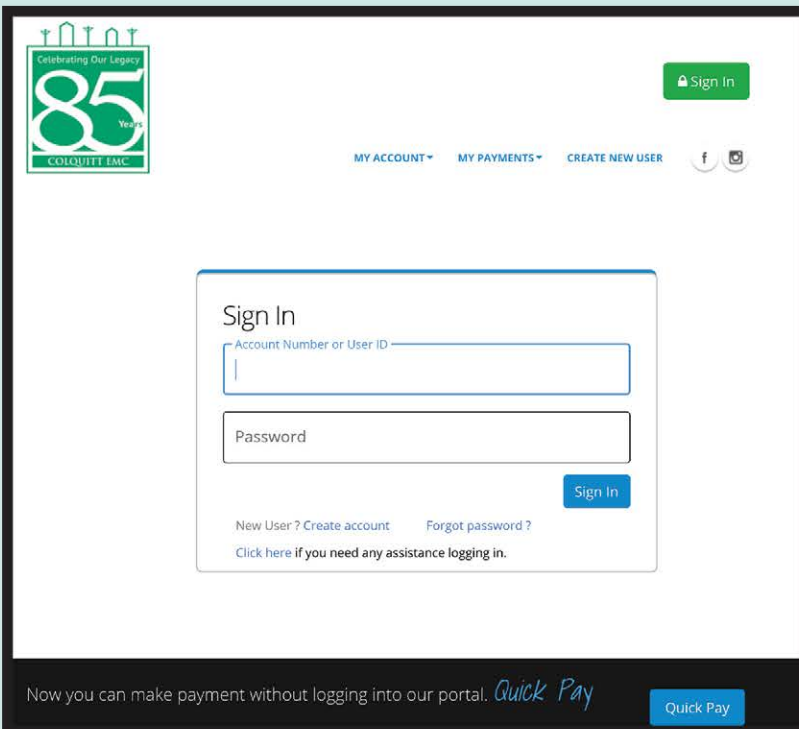 Celebrating Our Legacy
85
Years
COLQUITT EMC
Sign In
MY ACCOUNT
MY PAYMENTS
CREATE NEW USER
f
Sign In
Account Number or User ID
Password
Sign In
New User ? Create account Forgot password ?
Click here if you need any assistance logging in.
Now you can make payment without logging into our portal. Quick Pay
Quick Pay